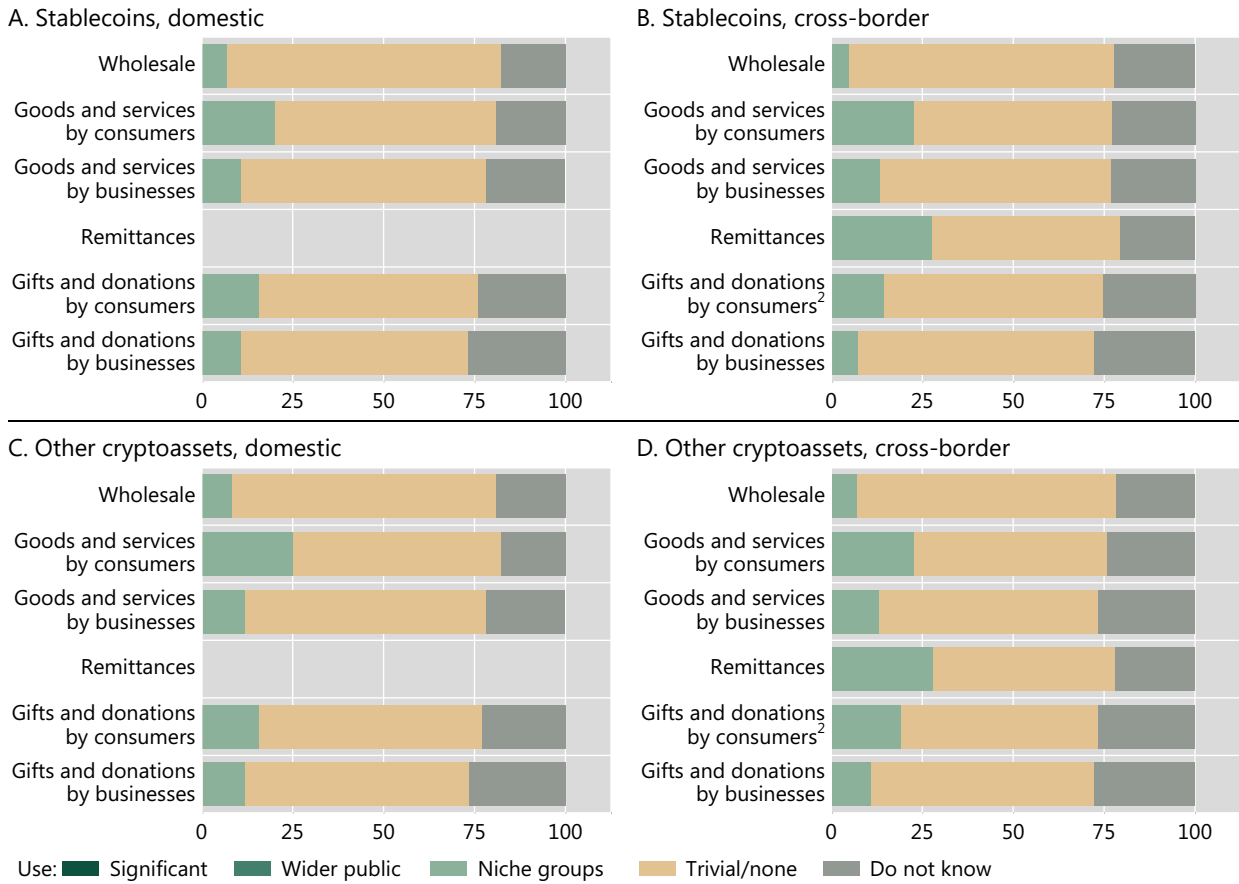 A. Stablecoins, domestic
Wholesale
Goods and services
by consumers
Goods and services
by businesses
Remittances
Gifts and donations
by consumers
Gifts and donations
by businesses
0 25 50 75 100
B. Stablecoins, cross-border
Wholesale
Goods and services
by consumers
Goods and services
by businesses
Remittances
Gifts and donations
by consumers²
Gifts and donations
by businesses
0 25 50 75 100
C. Other cryptoassets, domestic
Wholesale
Goods and services
by consumers
Goods and services
by businesses
Remittances
Gifts and donations
by consumers
Gifts and donations
by businesses
0 25 50 75 100
D. Other cryptoassets, cross-border
Wholesale
Goods and services
by consumers
Goods and services
by businesses
Remittances
Gifts and donations
by consumers²
Gifts and donations
by businesses
0 25 50 75 100
Use: Significant Wider public Niche groups Trivial/none Do not know